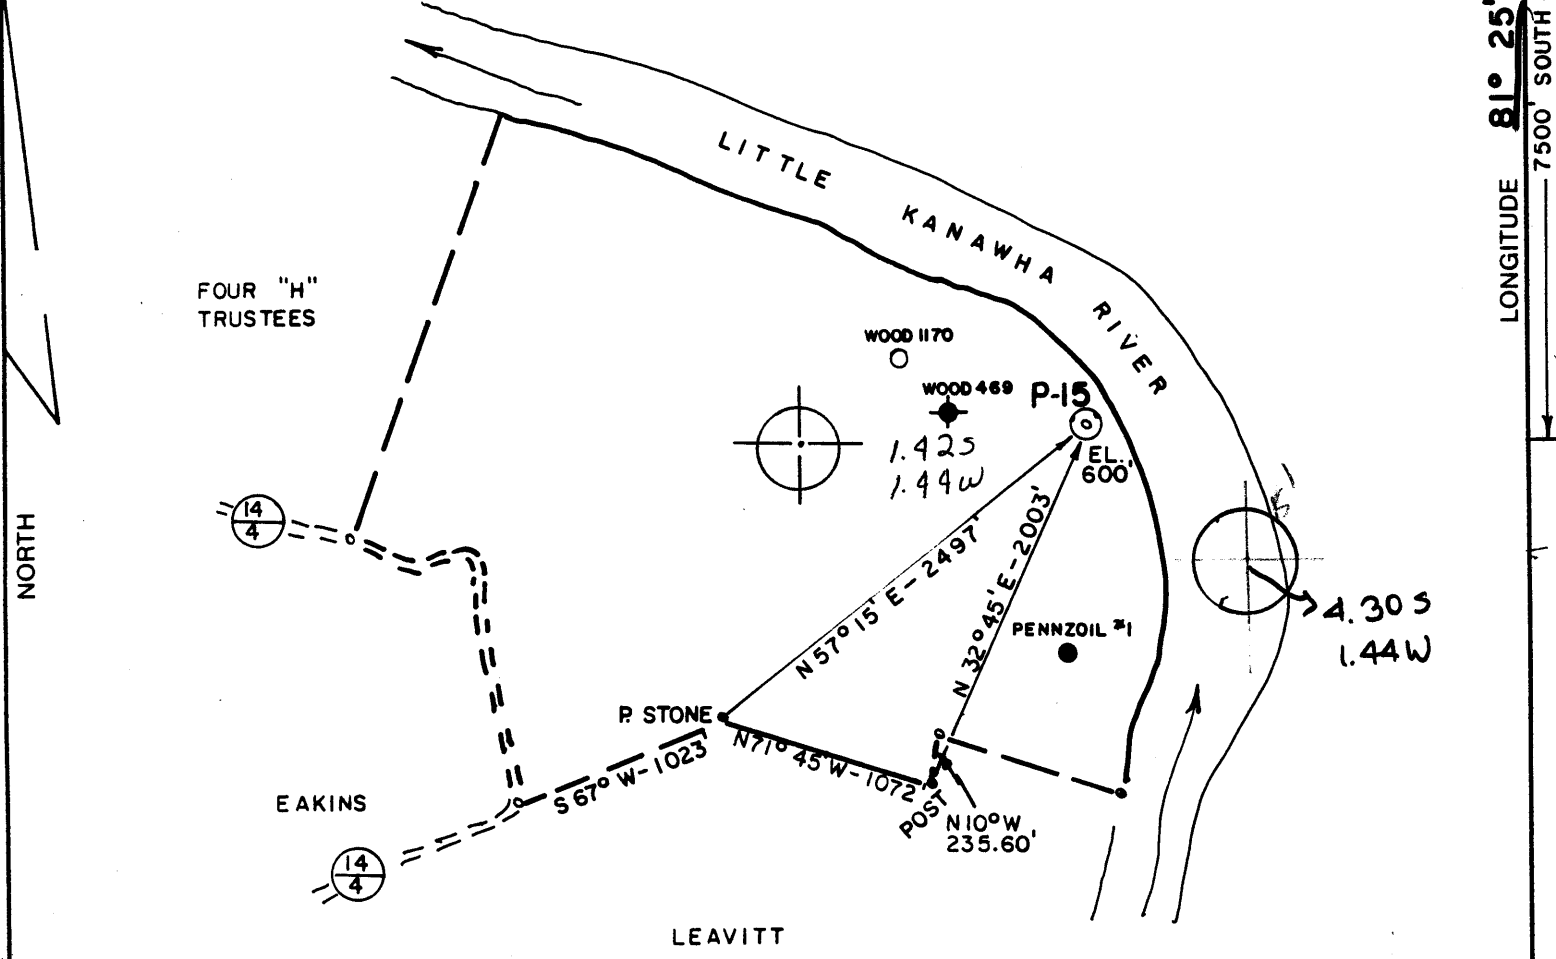 81° 25'
7500' SOUTH
LONGITUDE
LITTLE KANAWHA RIVER
FOUR "H"
TRUSTEES
WOOD 1170
WOOD 469
P-15
1.42S
1.44W
EL.
600'
14
4
NORTH
N 57° 15' E - 2497'
N 32° 45' E - 2003'
4.30 S
1.44W
PENNZOIL #1
P. STONE
N71° 45' W-1072'
S 67° W-1023'
POST
N10°W
235.60'
EAKINS
14
4
LEAVITT